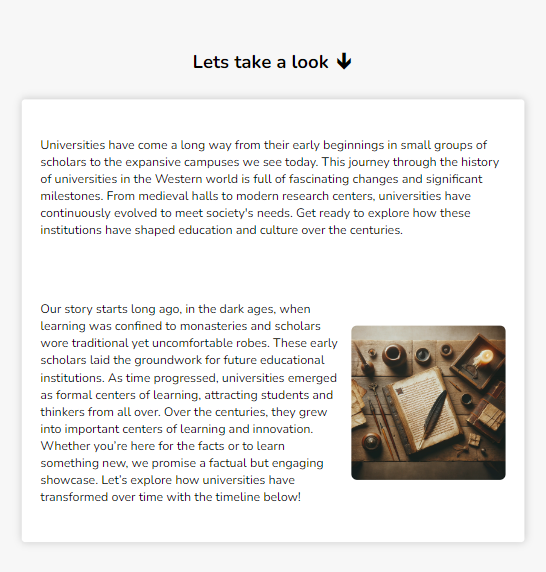 Lets take a look
Universities have come a long way from their early beginnings in small groups of
scholars to the expansive campuses we see today. This journey through the history
of universities in the Western world is full of fascinating changes and significant
milestones. From medieval halls to modern research centers, universities have
continuously evolved to meet society's needs. Get ready to explore how these
institutions have shaped education and culture over the centuries.
Our story starts long ago, in the dark ages, when
learning was confined to monasteries and scholars
wore traditional yet uncomfortable robes. These early
scholars laid the groundwork for future educational
institutions. As time progressed, universities emerged
as formal centers of learning, attracting students and
thinkers from all over. Over the centuries, they grew
into important centers of learning and innovation.
Whether you're here for the facts or to learn
something new, we promise a factual but engaging
showcase. Let's explore how universities have
transformed over time with the timeline below!